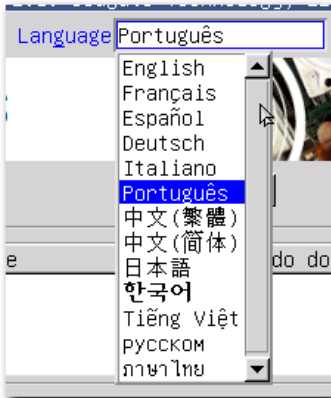 Language Português
English
Français
Español
Deutsch
Italiano
Português
中文(繁體)
中文(简体)
日本語
e
do do
한국어
Tiếng Việt
русском
ภาษาไทย